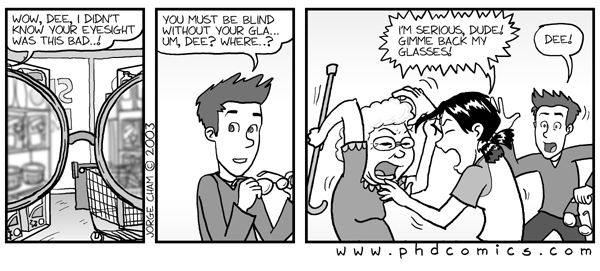 WOW, DEE, I DIDN'T
KNOW YOUR EYESIGHT
WAS THIS BAD..!
JORGE CHAM © 2003
YOU MUST BE BLIND
WITHOUT YOUR GLA...
UM, DEE? WHERE..?
I'M SERIOUS, DUDE!
GIMME BACK MY
GLASSES!
DEE!
www.phdcomics.com